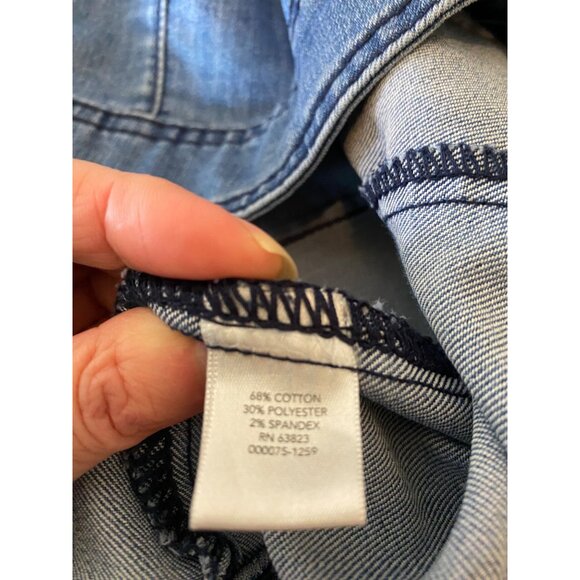 68% COTTON
30% POLYESTER
2% SPANDEX
RN 63823
000075-1259